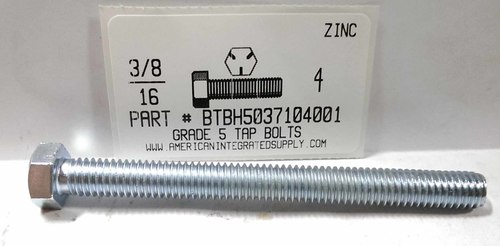 ZINC
3/8
16
4
PART # BTBH5037104001
GRADE 5 TAP BOLTS
WWW.AMERICANINTEGRATEDSUPPLY.COM